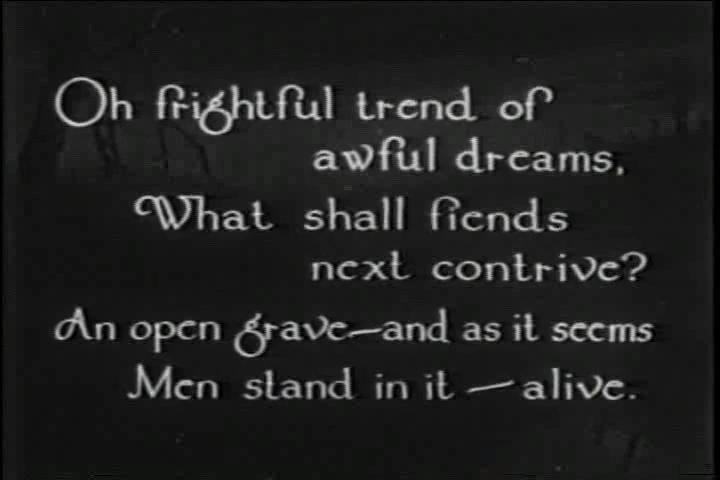 Oh frightful trend of
awful dreams,
What shall fiends
next contrive?
An open grave—and as it seems
Men stand in it — alive.